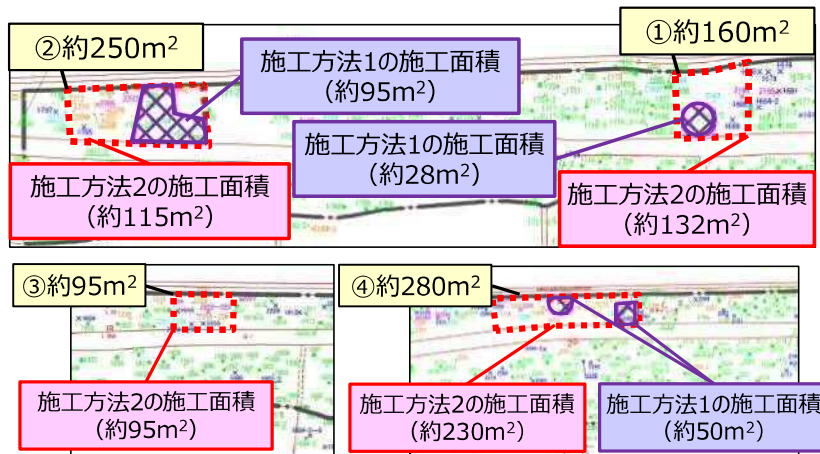 ②約250m²
施工方法1の施工面積
（約95m²）
①約160m²
施工方法1の施工面積
（約28m²）
施工方法2の施工面積
（約115m²）
施工方法2の施工面積
（約132m²）
③約95m²
④約280m²
施工方法2の施工面積
（約95m²）
施工方法2の施工面積
（約230m²）
施工方法1の施工面積
（約50m²）